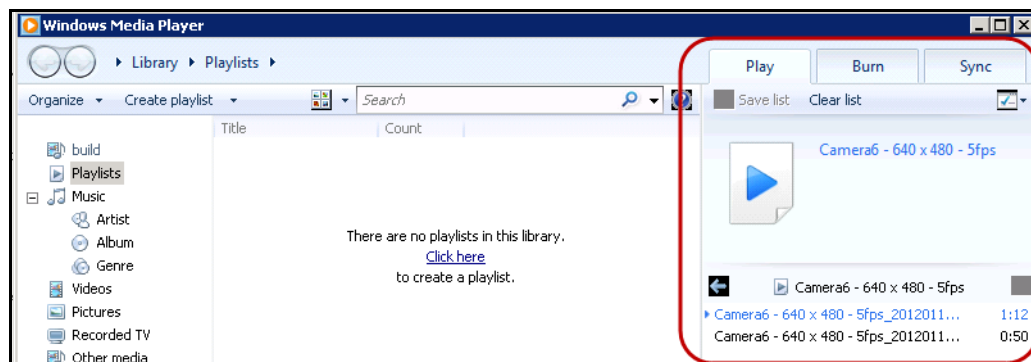 Windows Media Player
Library Playlists
Play Burn Sync
Organize Create playlist Search
Save list Clear list
Title Count
build
Playlists
Music
Artist
Album
Genre
Videos
Pictures
Recorded TV
Other media
There are no playlists in this library.
Click here
to create a playlist.
Camera6 - 640 x 480 - 5fps
Camera6 - 640 x 480 - 5fps
Camera6 - 640 x 480 - 5fps_2012011... 1:12
Camera6 - 640 x 480 - 5fps_2012011... 0:50